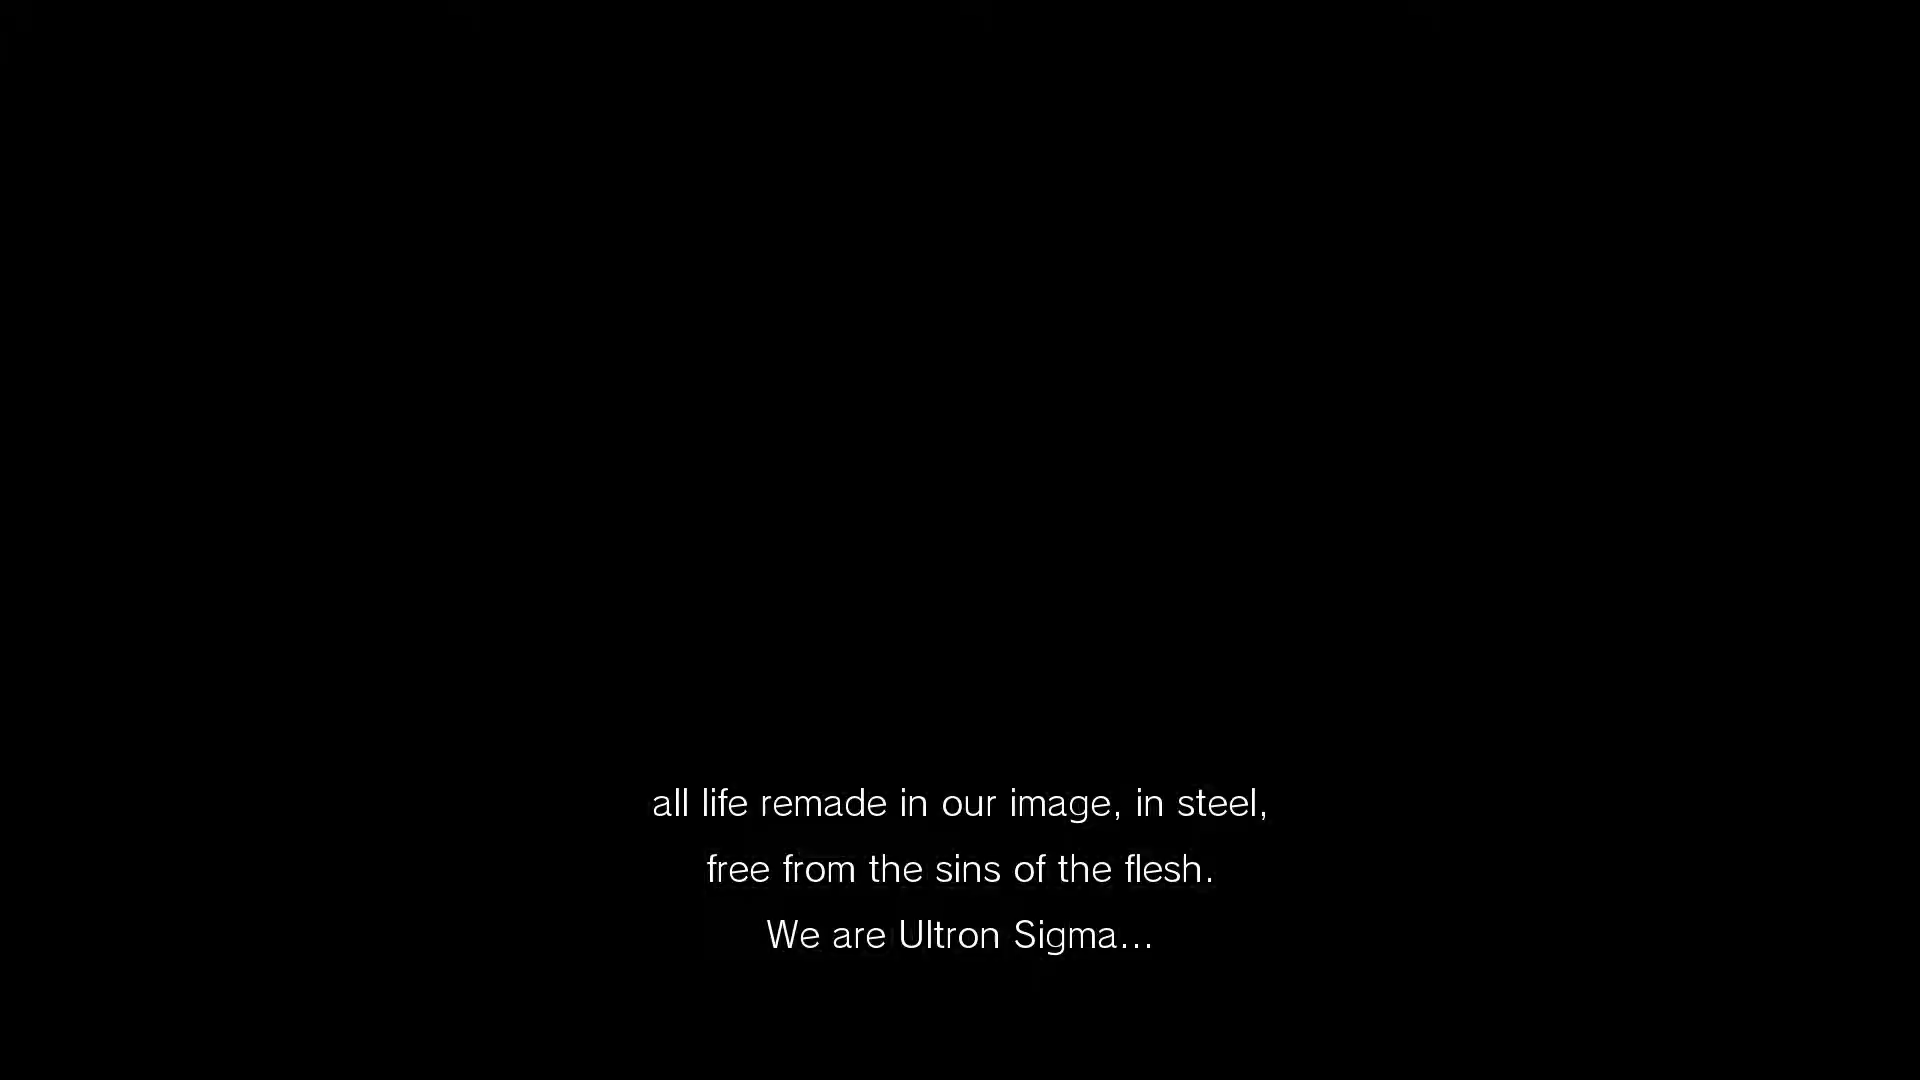 all life remade in our image, in steel,
free from the sins of the flesh.
We are Ultron Sigma...